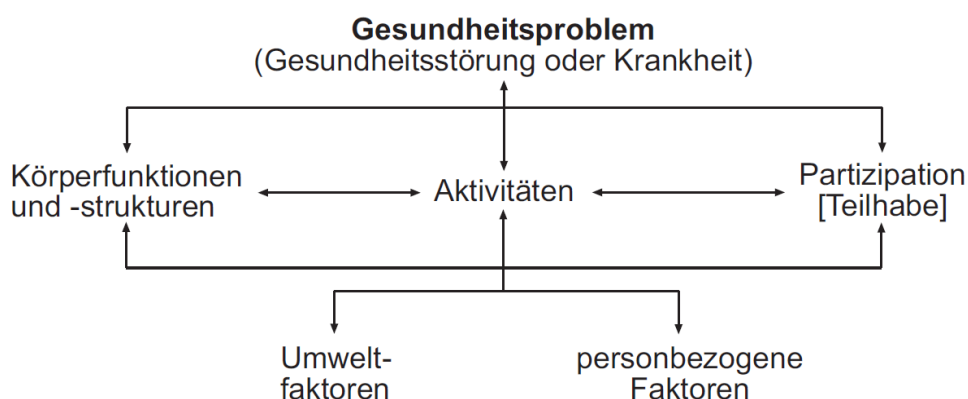 Gesundheitsproblem
(Gesundheitsstörung oder Krankheit)
Körperfunktionen
und -strukturen
Aktivitäten
Partizipation
[Teilhabe]
Umwelt-
faktoren
personbezogene
Faktoren